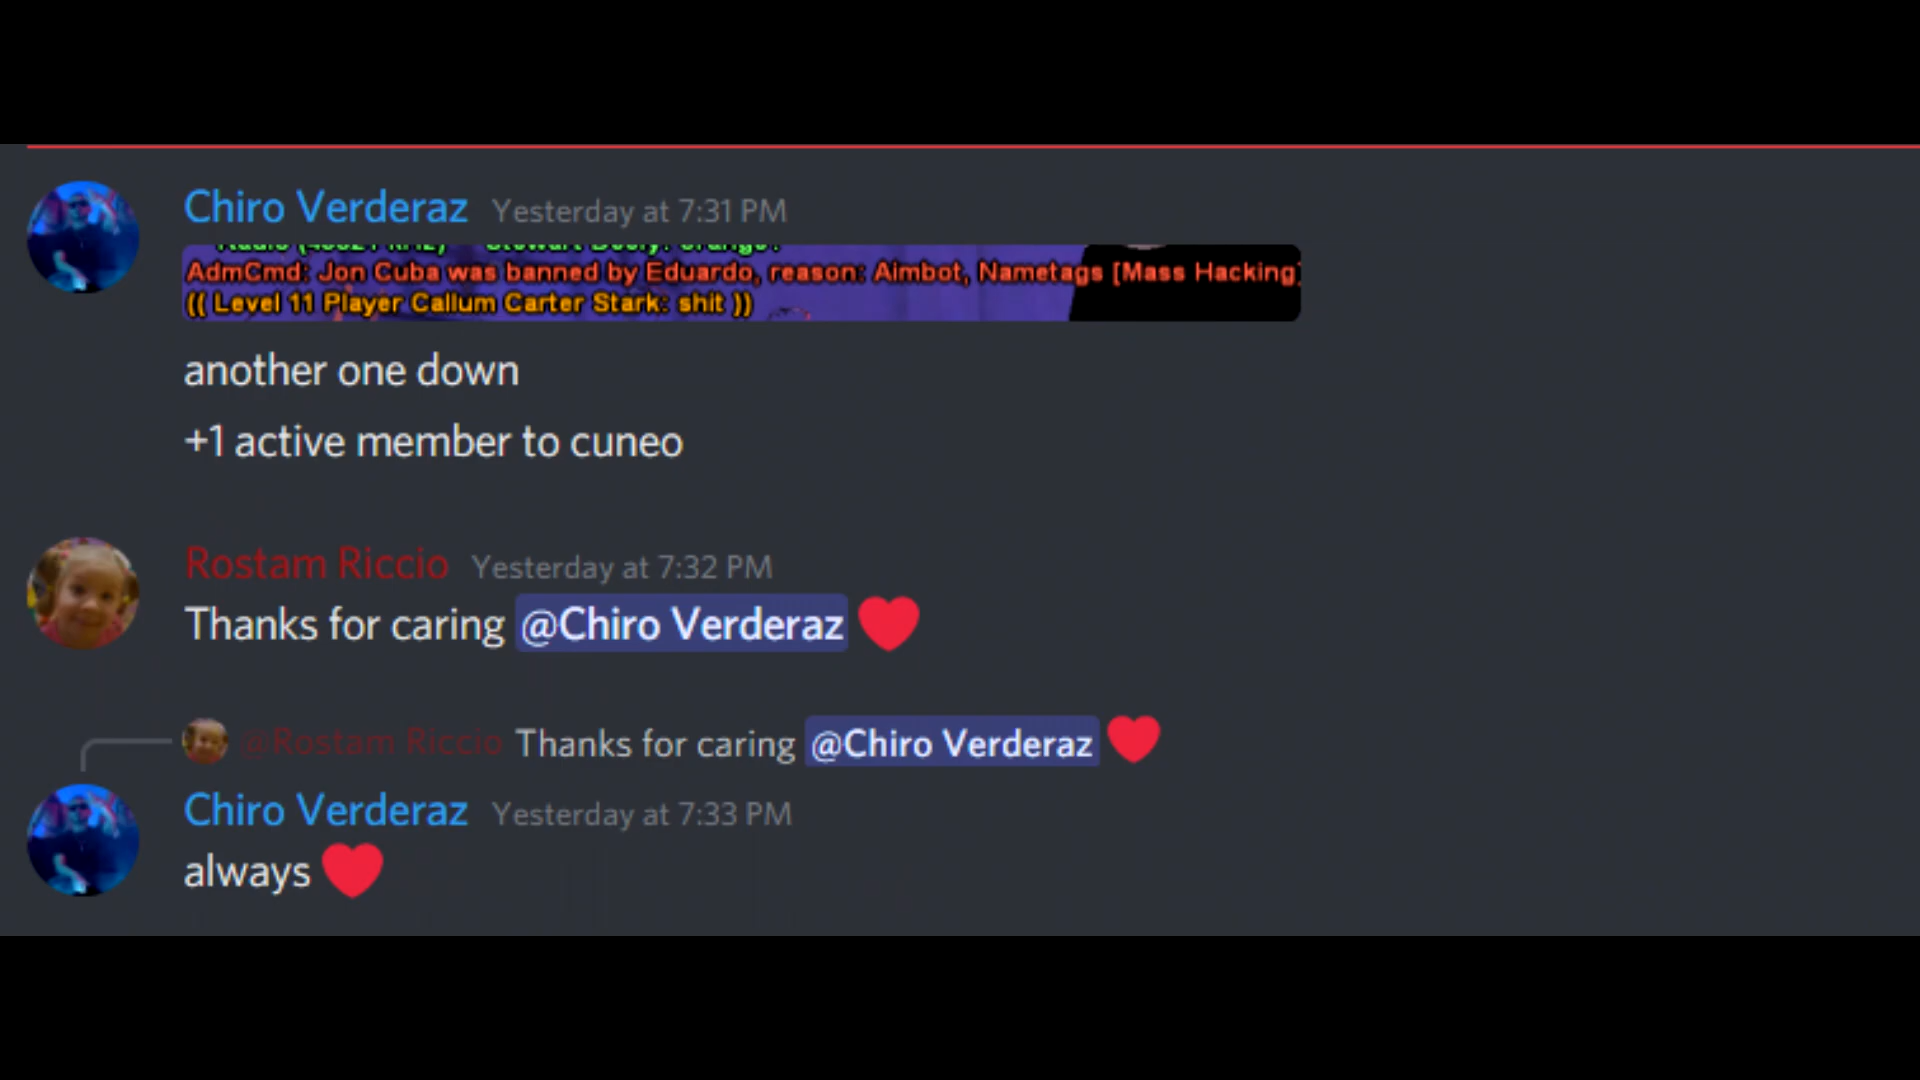 Chiro Verderaz Yesterday at 7:31 PM
AdmCmd: Jon Cuba was banned by Eduardo, reason: Aimbot, Nametags [Mass Hacking]
(( Level 11 Player Callum Carter Stark: shit ))
another one down
+1 active member to cuneo
Rostam Riccio Yesterday at 7:32 PM
Thanks for caring @Chiro Verderaz ❤
@Rostam Riccio Thanks for caring @Chiro Verderaz ❤
Chiro Verderaz Yesterday at 7:33 PM
always ❤